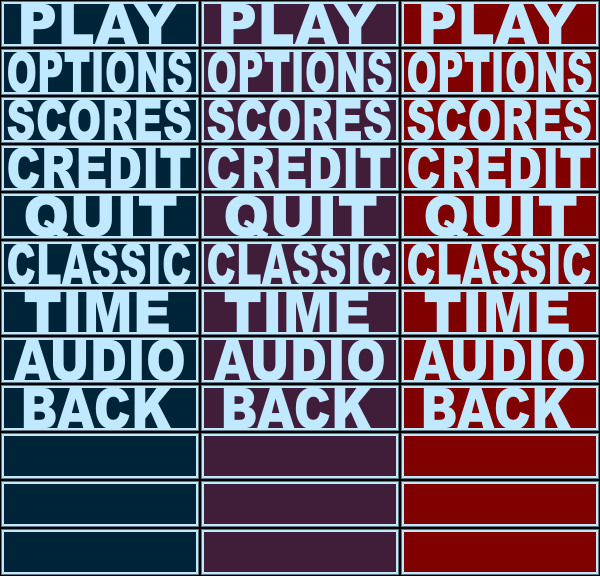 PLAY PLAY PLAY
OPTIONS OPTIONS OPTIONS
SCORES SCORES SCORES
CREDIT CREDIT CREDIT
QUIT QUIT QUIT
CLASSIC CLASSIC CLASSIC
TIME TIME TIME
AUDIO AUDIO AUDIO
BACK BACK BACK